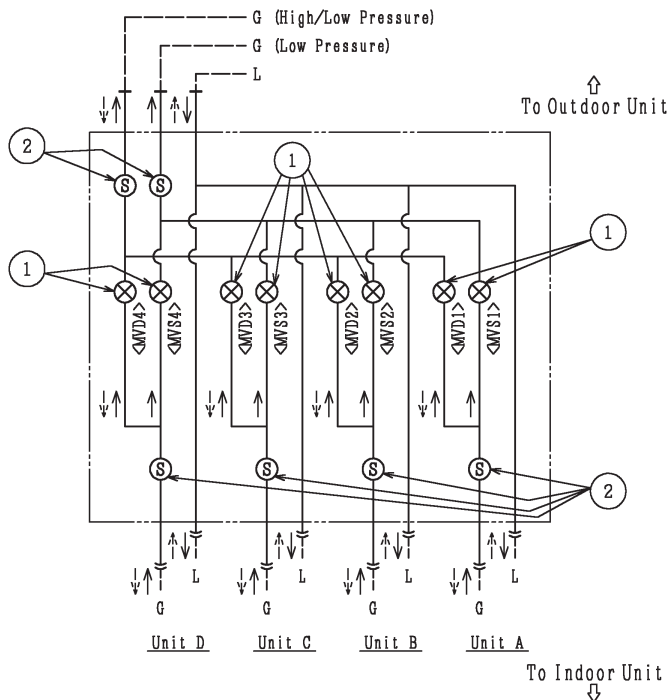 G (High/Low Pressure)
G (Low Pressure)
L
To Outdoor Unit
2
S S
1
1
1
<MVD4>
<MVS4>
<MVD3>
<MVS3>
<MVD2>
<MVS2>
<MVD1>
<MVS1>
S S S S
2
L L L L
G G G G
Unit D Unit C Unit B Unit A
To Indoor Unit